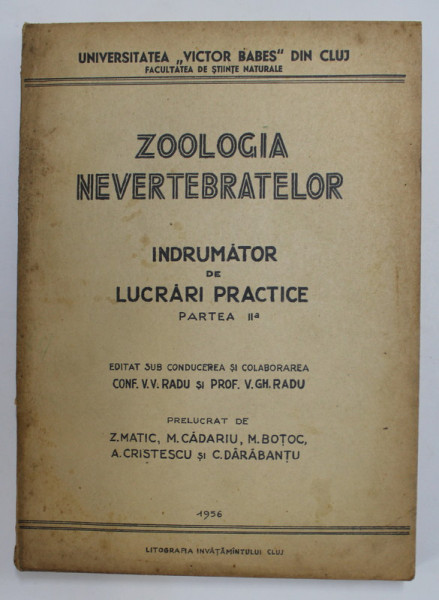 UNIVERSITATEA „VICTOR BABES" DIN CLUJ
FACULTATEA DE ȘTIINȚE NATURALE
ZOOLOGIA
NEVERTEBRATELOR
INDRUMĂTOR
DE
LUCRĂRI PRACTICE
PARTEA IIª
EDITAT SUB CONDUCEREA ȘI COLABORAREA
CONF. V.V. RADU ȘI PROF. V. GH. RADU
PRELUCRAT DE
Z. MATIC, M. CĂDARIU, M. BOȚOC,
A. CRISTESCU ȘI C. DĂRĂBANȚU
1956
LITOGRAFIA INVĂȚĂMÎNTULUI CLUJ